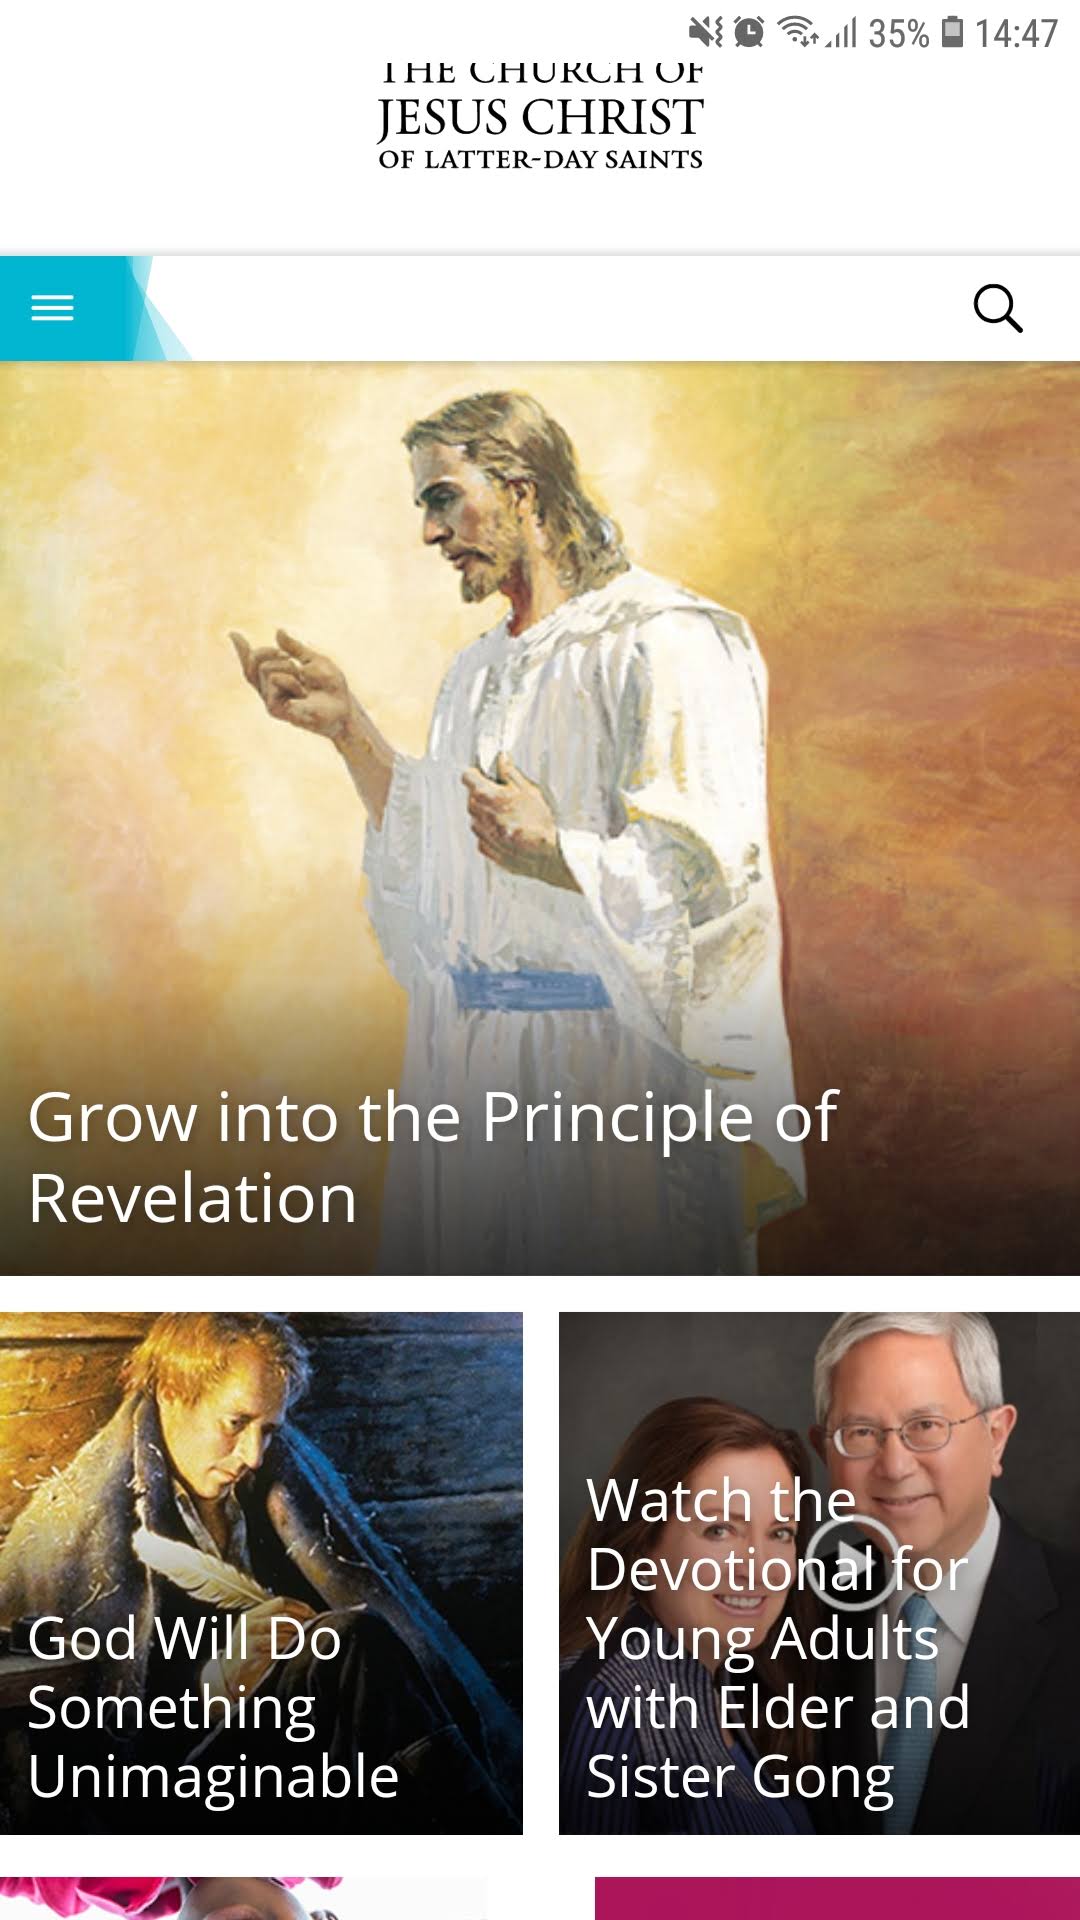 35% 14:47
THE CHURCH OF
JESUS CHRIST
OF LATTER-DAY SAINTS
Grow into the Principle of
Revelation
God Will Do
Something
Unimaginable
Watch the
Devotional for
Young Adults
with Elder and
Sister Gong